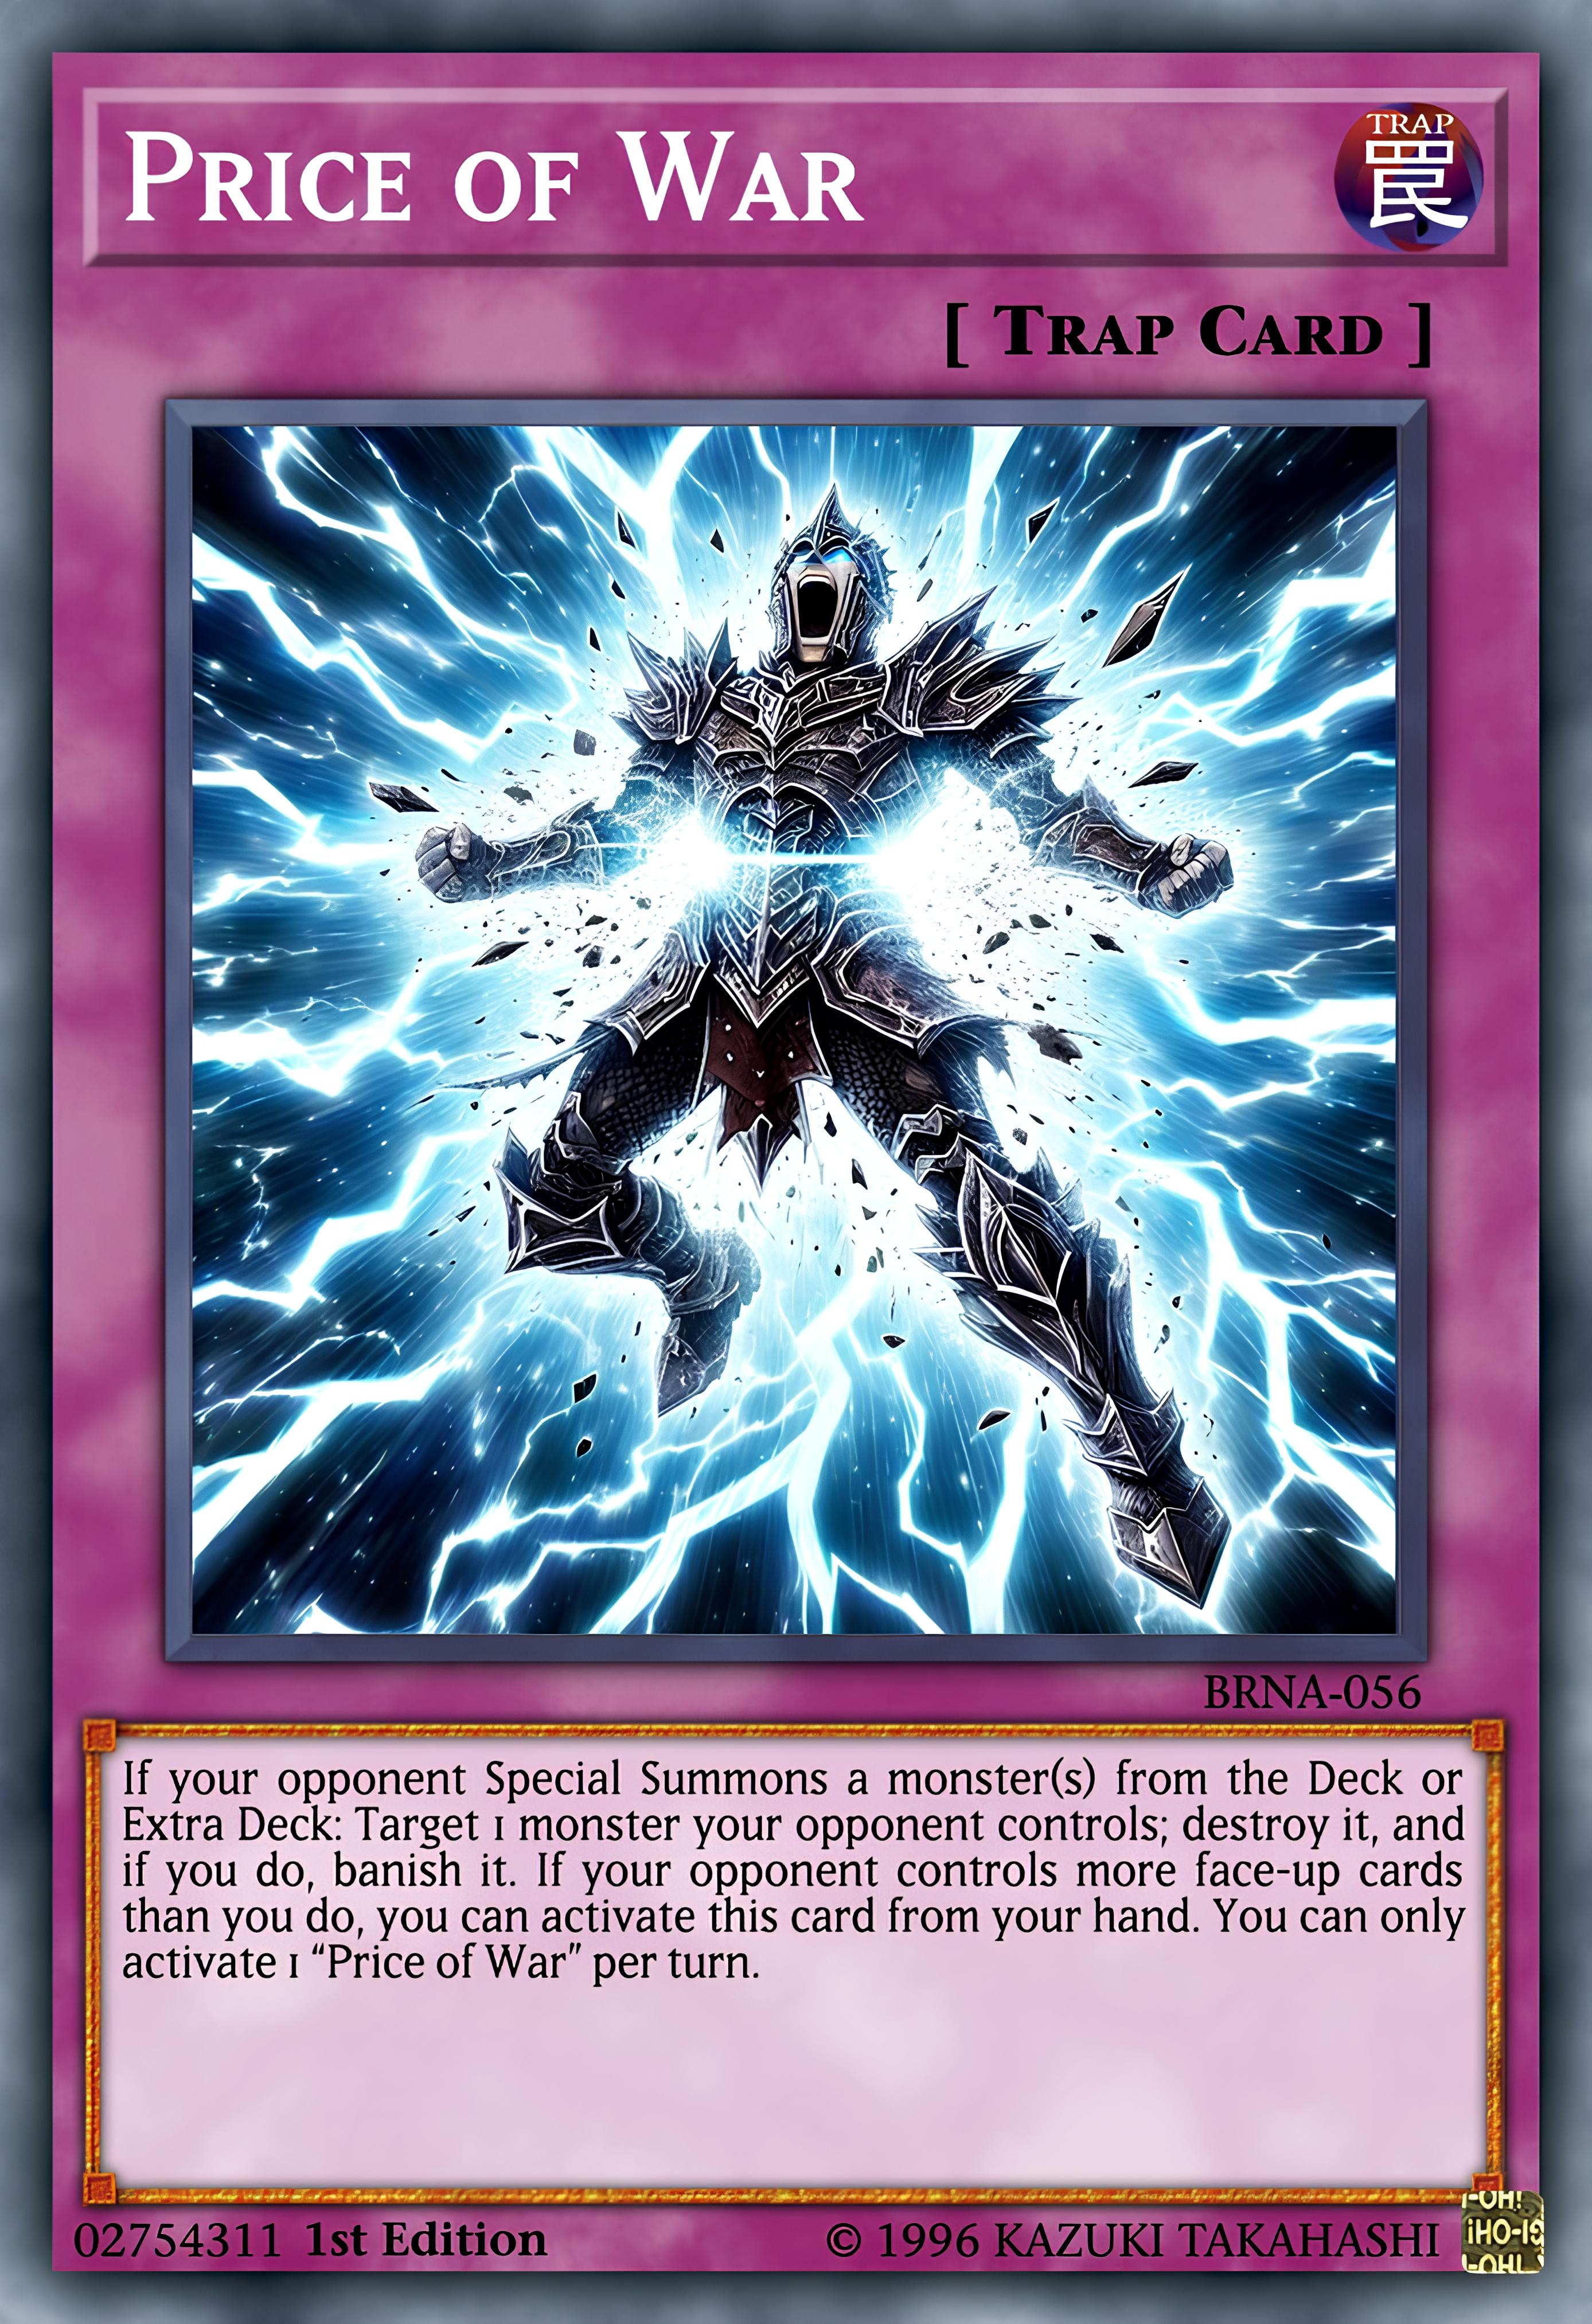 Price of War
TRAP
罠
[ Trap Card ]
BRNA-056
If your opponent Special Summons a monster(s) from the Deck or
Extra Deck: Target 1 monster your opponent controls; destroy it, and
if you do, banish it. If your opponent controls more face-up cards
than you do, you can activate this card from your hand. You can only
activate 1 “Price of War” per turn.
02754311 1st Edition
© 1996 KAZUKI TAKAHASHI